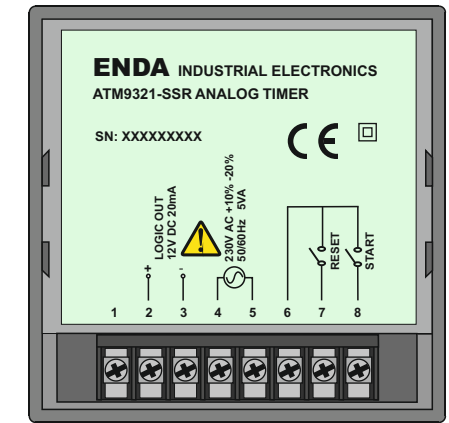 ENDA INDUSTRIAL ELECTRONICS
ATM9321-SSR ANALOG TIMER
SN: XXXXXXXXX
CE
LOGIC OUT
12V DC 20mA
230V AC +10% -20%
50/60Hz 5VA
RESET
START
+
-
1 2 3 4 5 6 7 8